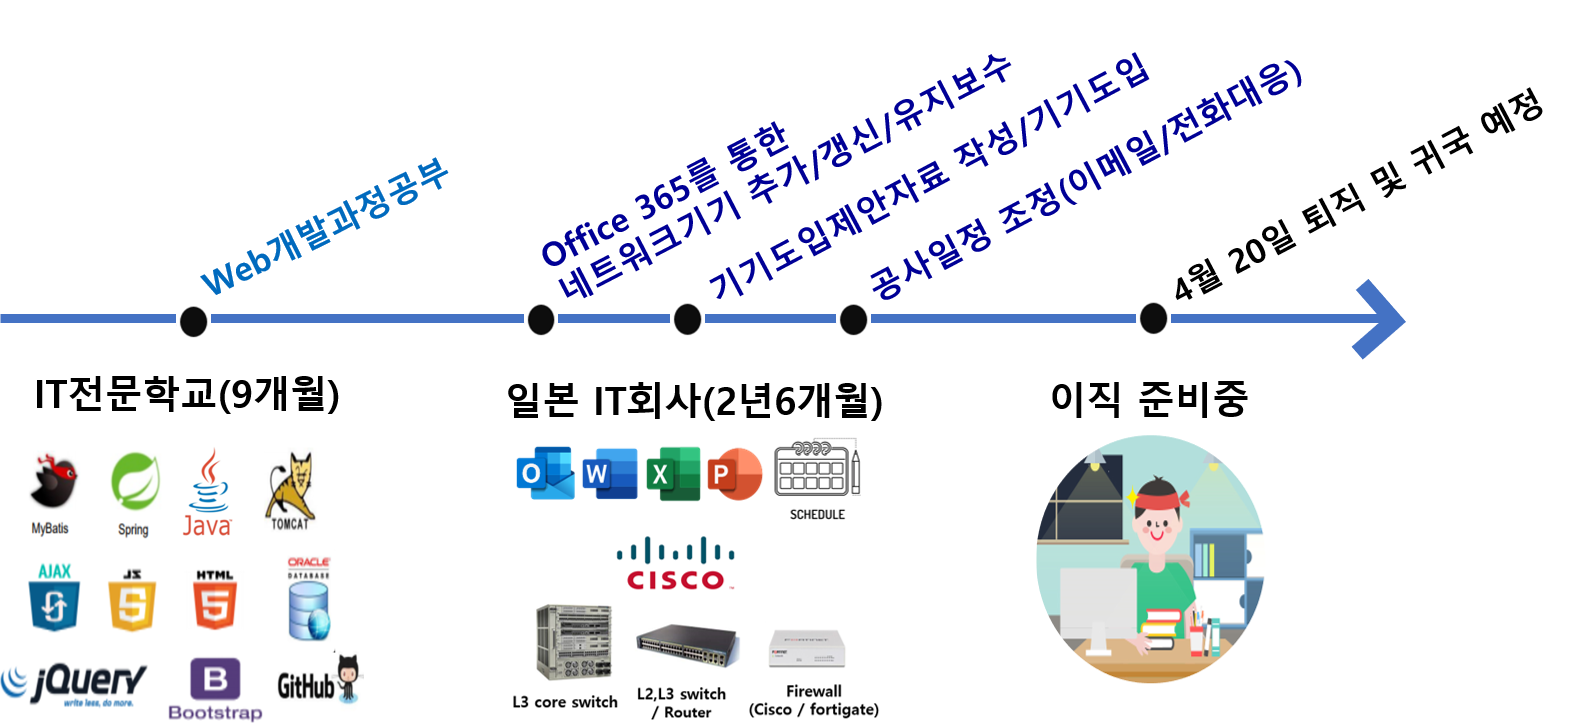 Web개발과정공부
Office 365를 통한
네트워크기기 추가/갱신/유지보수
기기도입제안자료 작성/기기도입
공사일정 조정(이메일/전화대응)
4월 20일 퇴직 및 귀국 예정
IT전문학교(9개월)
일본 IT회사(2년6개월)
이직 준비중
MyBatis
Spring
Java
TOMCAT
AJAX
JS
HTML
ORACLE
DATABASE
5
5
jQuery
write less, do more.
B
Bootstrap
GitHub
O
W
X
P
SCHEDULE
CISCO
L3 core switch
L2,L3 switch
/ Router
Firewall
(Cisco / fortigate)